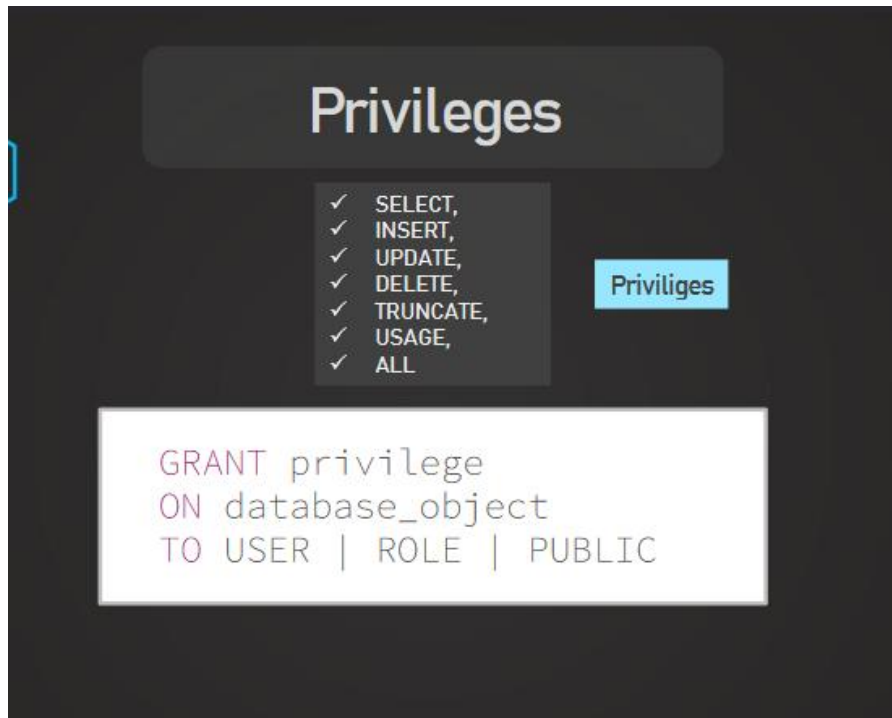 Privileges
✓ SELECT,
✓ INSERT,
✓ UPDATE,
✓ DELETE,
✓ TRUNCATE,
✓ USAGE,
✓ ALL
Priviliges
GRANT privilege
ON database_object
TO USER | ROLE | PUBLIC